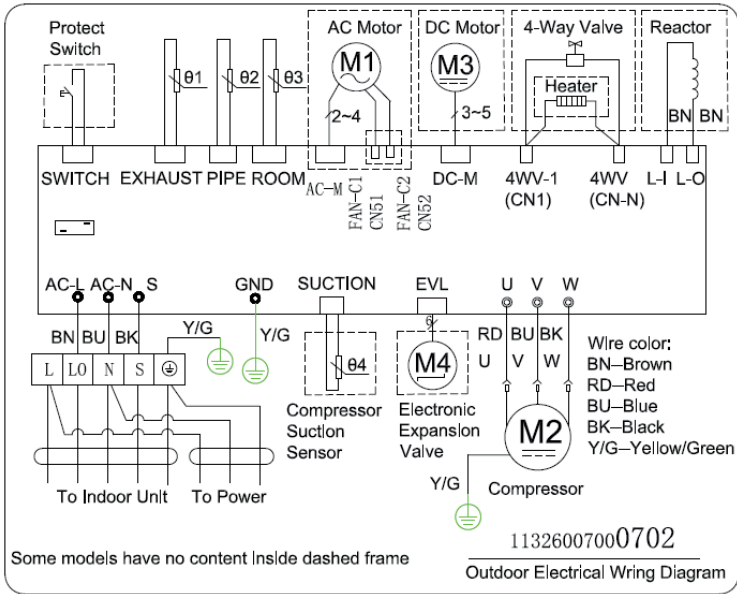 Protect
Switch
AC Motor
DC Motor
4-Way Valve
Reactor
θ1
θ2
θ3
M1
2~4
M3
3~5
Heater
BN
BN
SWITCH
EXHAUST
PIPE
ROOM
AC-M
FAN-C1
CN51
FAN-C2
CN52
DC-M
4WV-1
(CN1)
4WV
(CN-N)
L-I
L-O
AC-L
AC-N
S
GND
SUCTION
EVL
U
V
W
BN
BU
BK
Y/G
Y/G
6
RD
BU
BK
U
V
W
L
LO
N
S
θ4
M4
M2
Compressor
Suction
Sensor
Electronic
Expansion
Valve
Y/G
Compressor
Wire color:
BN—Brown
RD—Red
BU—Blue
BK—Black
Y/G—Yellow/Green
To Indoor Unit
To Power
11326007000702
Some models have no content inside dashed frame
Outdoor Electrical Wiring Diagram